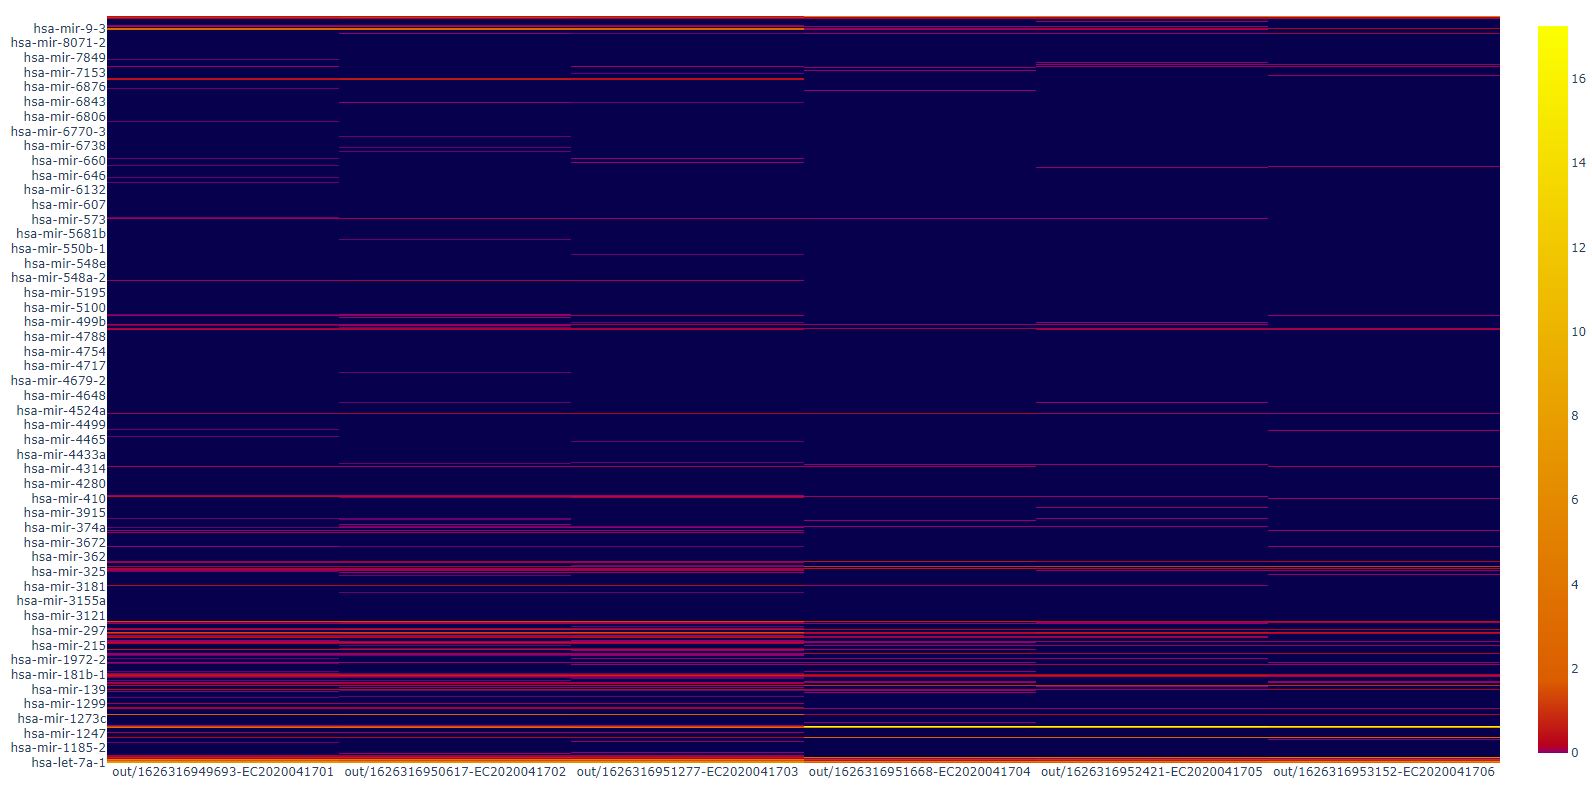 hsa-mir-9-3
hsa-mir-8071-2
hsa-mir-7849
hsa-mir-7153
hsa-mir-6876
hsa-mir-6843
hsa-mir-6806
hsa-mir-6770-3
hsa-mir-6738
hsa-mir-660
hsa-mir-646
hsa-mir-6132
hsa-mir-607
hsa-mir-573
hsa-mir-5681b
hsa-mir-550b-1
hsa-mir-548e
hsa-mir-548a-2
hsa-mir-5195
hsa-mir-5100
hsa-mir-499b
hsa-mir-4788
hsa-mir-4754
hsa-mir-4717
hsa-mir-4679-2
hsa-mir-4648
hsa-mir-4524a
hsa-mir-4499
hsa-mir-4465
hsa-mir-4433a
hsa-mir-4314
hsa-mir-4280
hsa-mir-410
hsa-mir-3915
hsa-mir-374a
hsa-mir-3672
hsa-mir-362
hsa-mir-325
hsa-mir-3181
hsa-mir-3155a
hsa-mir-3121
hsa-mir-297
hsa-mir-215
hsa-mir-1972-2
hsa-mir-181b-1
hsa-mir-139
hsa-mir-1299
hsa-mir-1273c
hsa-mir-1247
hsa-mir-1185-2
hsa-let-7a-1
out/1626316949693-EC2020041701 out/1626316950617-EC2020041702 out/1626316951277-EC2020041703 out/1626316951668-EC2020041704 out/1626316952421-EC2020041705 out/1626316953152-EC2020041706
16
14
12
10
8
6
4
2
0